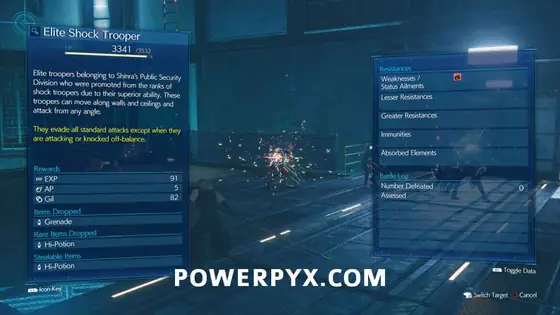 Elite Shock Trooper
HP 3341/3532
Elite troopers belonging to Shinra's Public Security
Division who were promoted from the ranks of
shock troopers due to their superior ability. These
troopers can move along walls and ceilings and
attack from any angle.
They evade all standard attacks except when they
are attacking or knocked off-balance.
Rewards
EXP 91
AP 5
Gil 82
Items Dropped
Grenade
Rare Items Dropped
Hi-Potion
Stealable Items
Hi-Potion
Icon Key
Resistances
Weaknesses /
Status Ailments
Lesser Resistances
Greater Resistances
Immunities
Absorbed Elements
Battle Log
Number Defeated 0
Assessed
Toggle Data
Switch Target
Cancel
POWERPYX.COM